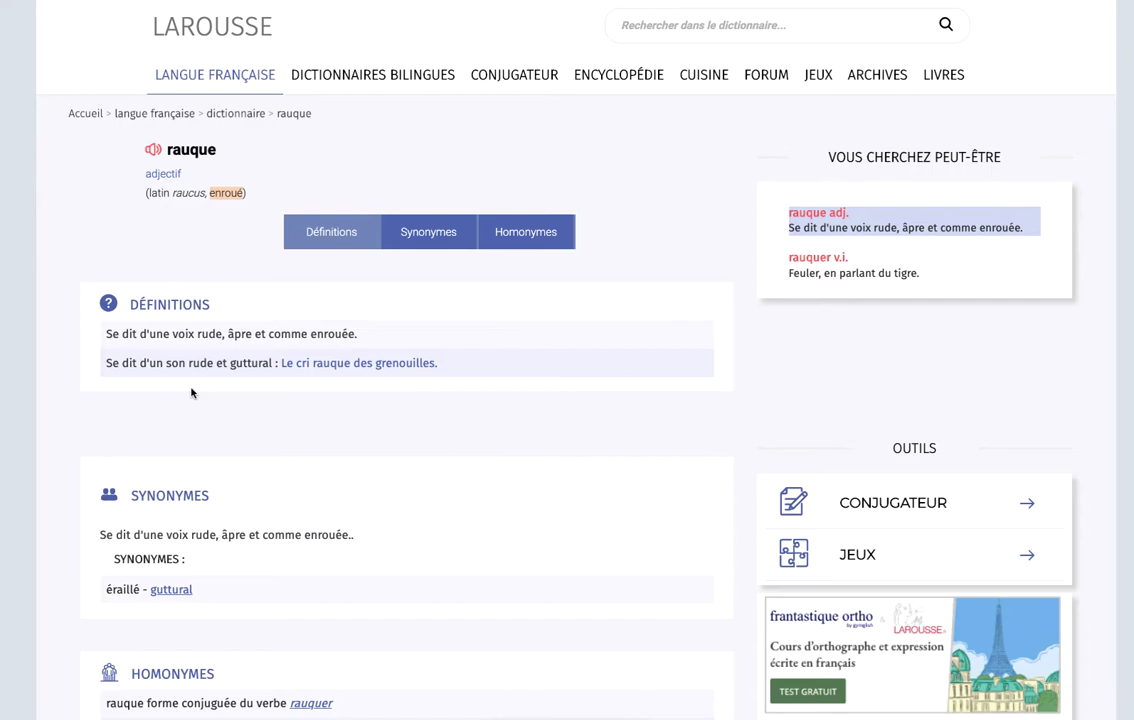 LAROUSSE
Rechercher dans le dictionnaire...
LANGUE FRANÇAISE DICTIONNAIRES BILINGUES CONJUGATEUR ENCYCLOPÉDIE CUISINE FORUM JEUX ARCHIVES LIVRES
Accueil > langue française > dictionnaire > rauque
rauque
adjectif
(latin raucus, enroué)
Définitions Synonymes Homonymes
? DÉFINITIONS
Se dit d'une voix rude, âpre et comme enrouée.
Se dit d'un son rude et guttural : Le cri rauque des grenouilles.
SYNONYMES
Se dit d'une voix rude, âpre et comme enrouée..
SYNONYMES :
éraillé - guttural
HOMONYMES
rauque forme conjuguée du verbe rauquer
VOUS CHERCHEZ PEUT-ÊTRE
rauque adj.
Se dit d'une voix rude, âpre et comme enrouée.
rauquer v.i.
Feuler, en parlant du tigre.
OUTILS
CONJUGATEUR
JEUX
frantastique ortho & LAROUSSE
by gymglish
Cours d'orthographe et expression
écrite en français
TEST GRATUIT